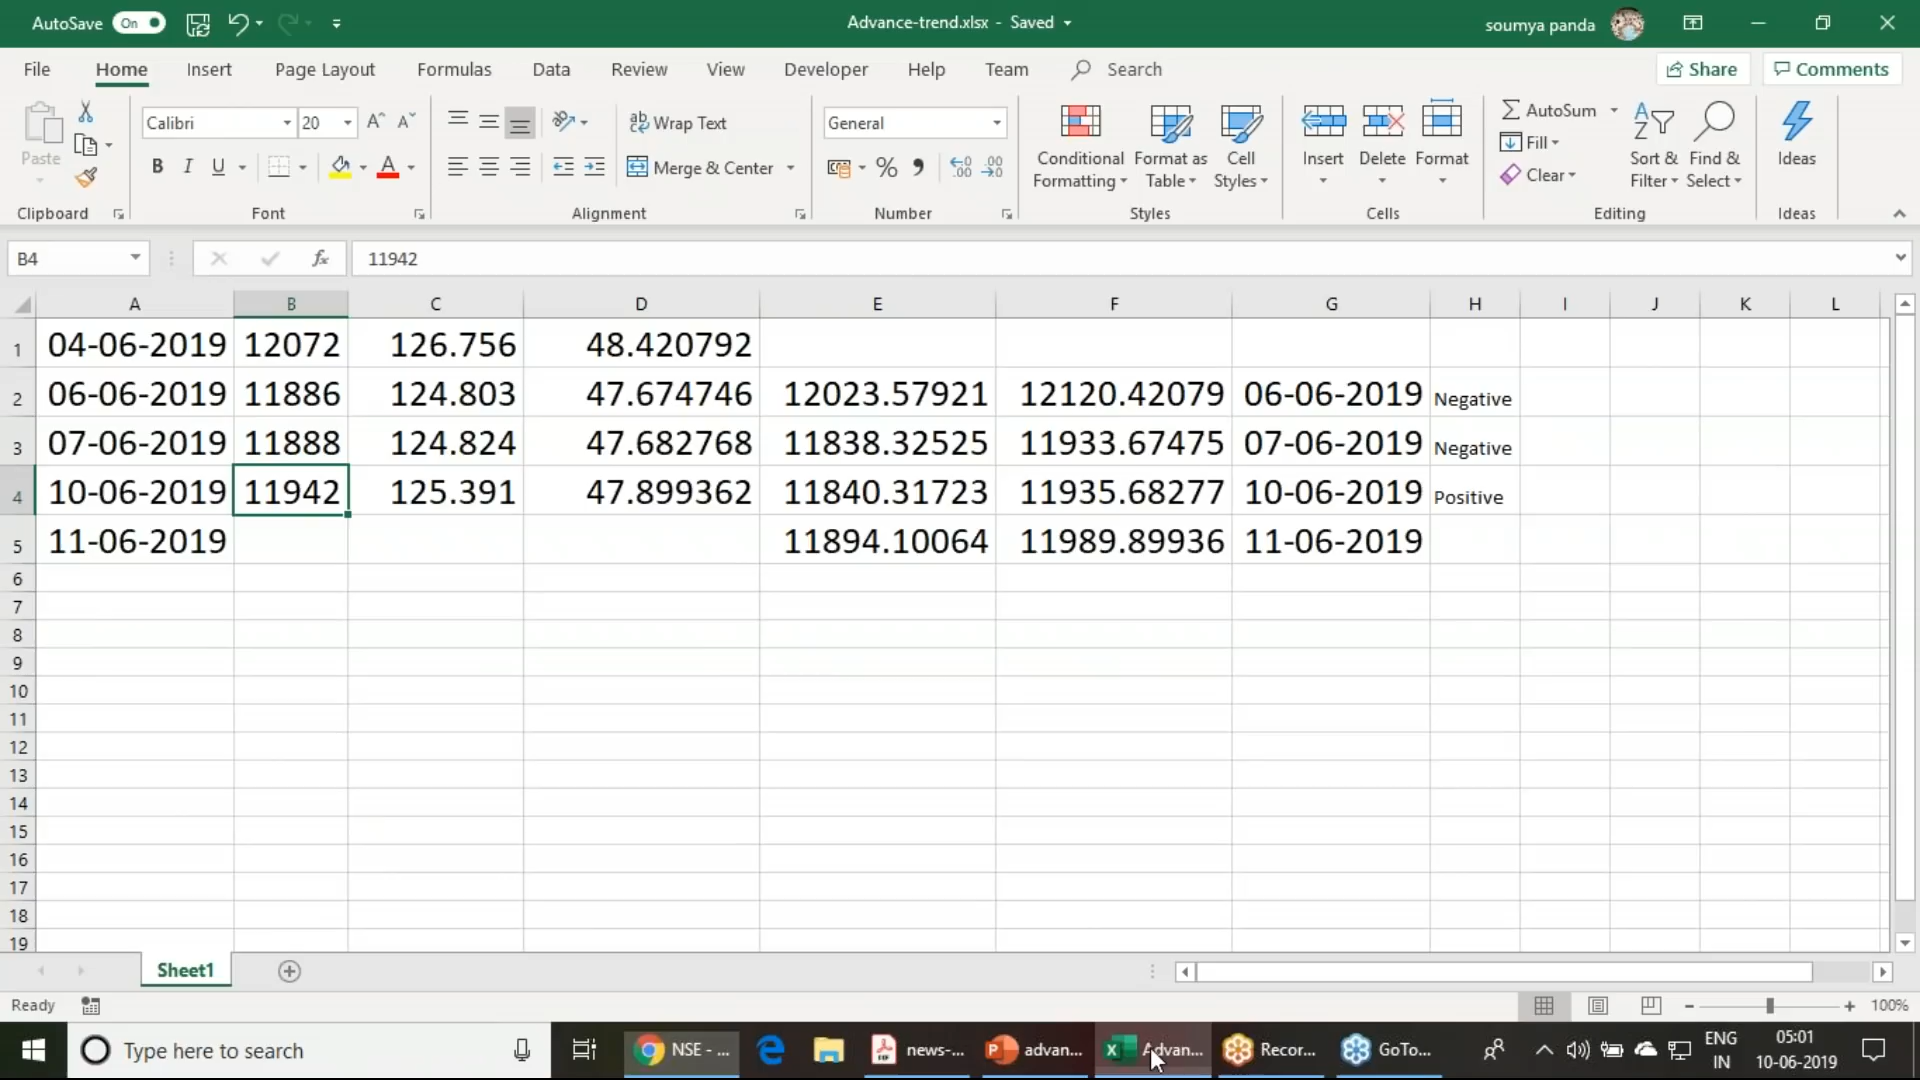 AutoSave On Advance-trend.xlsx - Saved soumya panda
File Home Insert Page Layout Formulas Data Review View Developer Help Team Search Share Comments
Paste Calibri 20 A A Wrap Text General Conditional Formatting Format as Table Cell Styles Insert Delete Format AutoSum Fill Clear Sort & Filter Find & Select Ideas
B I U A Merge & Center % ,
Clipboard Font Alignment Number Styles Cells Editing Ideas
B4 fx 11942
A B C D E F G H I J K L
1 04-06-2019 12072 126.756 48.420792
2 06-06-2019 11886 124.803 47.674746 12023.57921 12120.42079 06-06-2019 Negative
3 07-06-2019 11888 124.824 47.682768 11838.32525 11933.67475 07-06-2019 Negative
4 10-06-2019 11942 125.391 47.899362 11840.31723 11935.68277 10-06-2019 Positive
5 11-06-2019 11894.10064 11989.89936 11-06-2019
6
7
8
9
10
11
12
13
14
15
16
17
18
19
Sheet1
Ready 100%
Type here to search NSE - ... news-... advan... Advan... Recor... GoTo... ENG 05:01
IN 10-06-2019